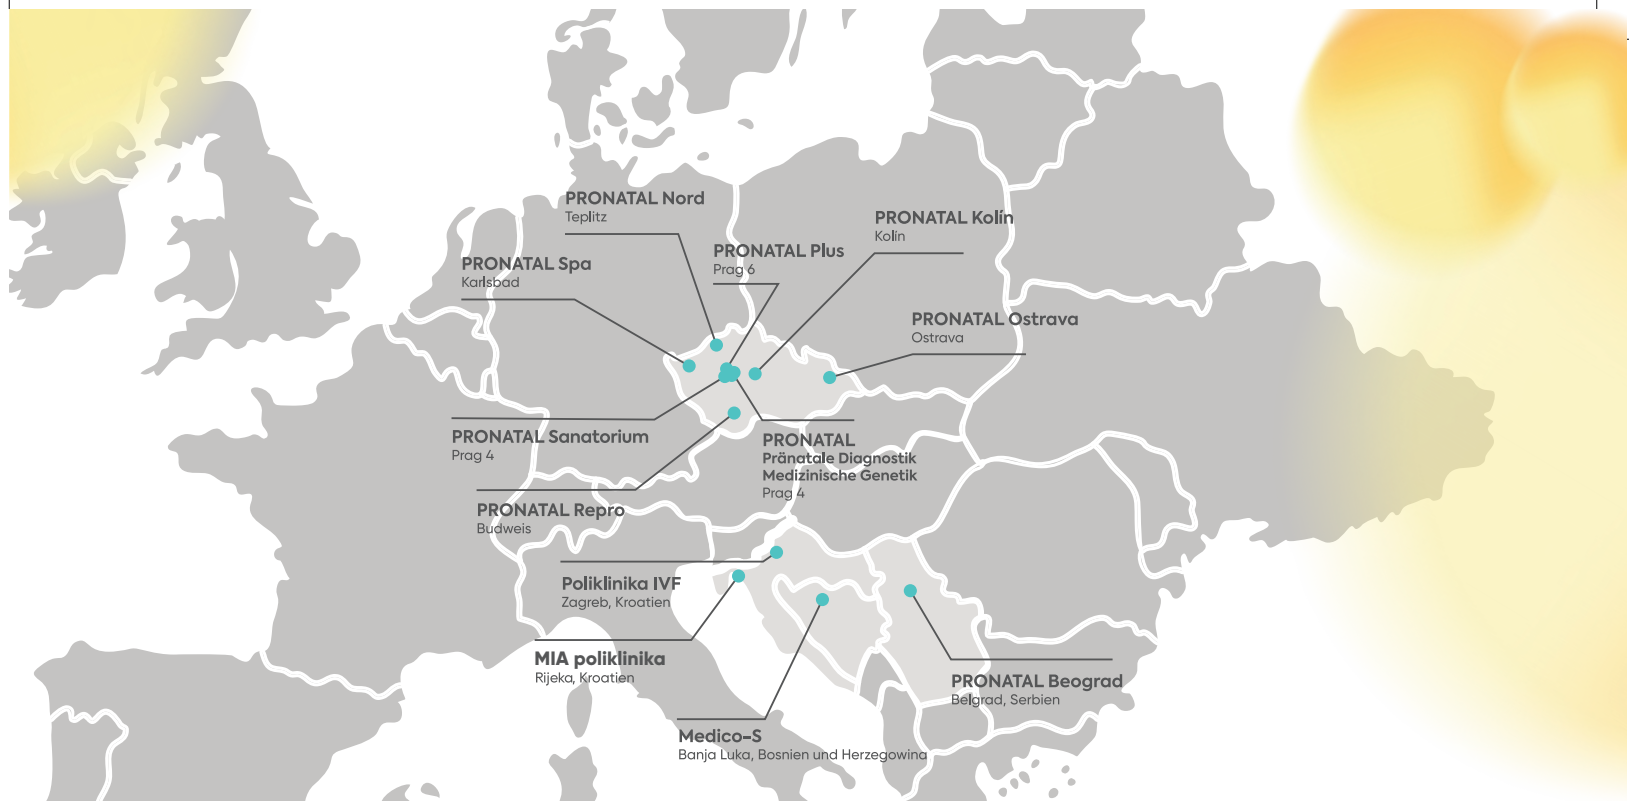 PRONATAL Nord
Teplitz
PRONATAL Kolín
Kolín
PRONATAL Plus
Prag 6
PRONATAL Spa
Karlsbad
PRONATAL Ostrava
Ostrava
PRONATAL Sanatorium
Prag 4
PRONATAL
Pränatale Diagnostik
Medizinische Genetik
Prag 4
PRONATAL Repro
Budweis
Poliklinika IVF
Zagreb, Kroatien
MIA poliklinika
Rijeka, Kroatien
PRONATAL Beograd
Belgrad, Serbien
Medico-S
Banja Luka, Bosnien und Herzegowina